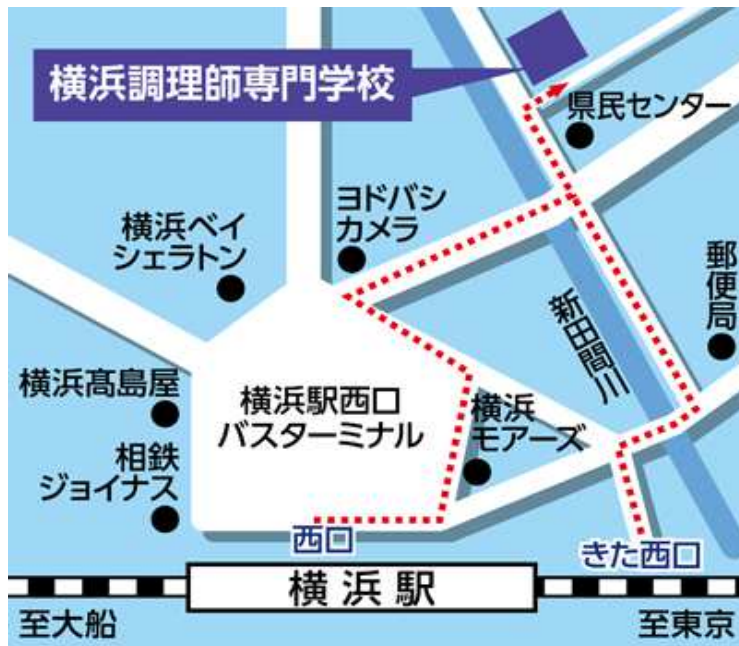 横浜調理師専門学校
県民センター
ヨドバシ
カメラ
横浜ベイ
シェラトン
郵便局
新田間川
横浜髙島屋
横浜駅西口
バスターミナル
横浜
モアーズ
相鉄
ジョイナス
西口
きた西口
横浜駅
至大船
至東京